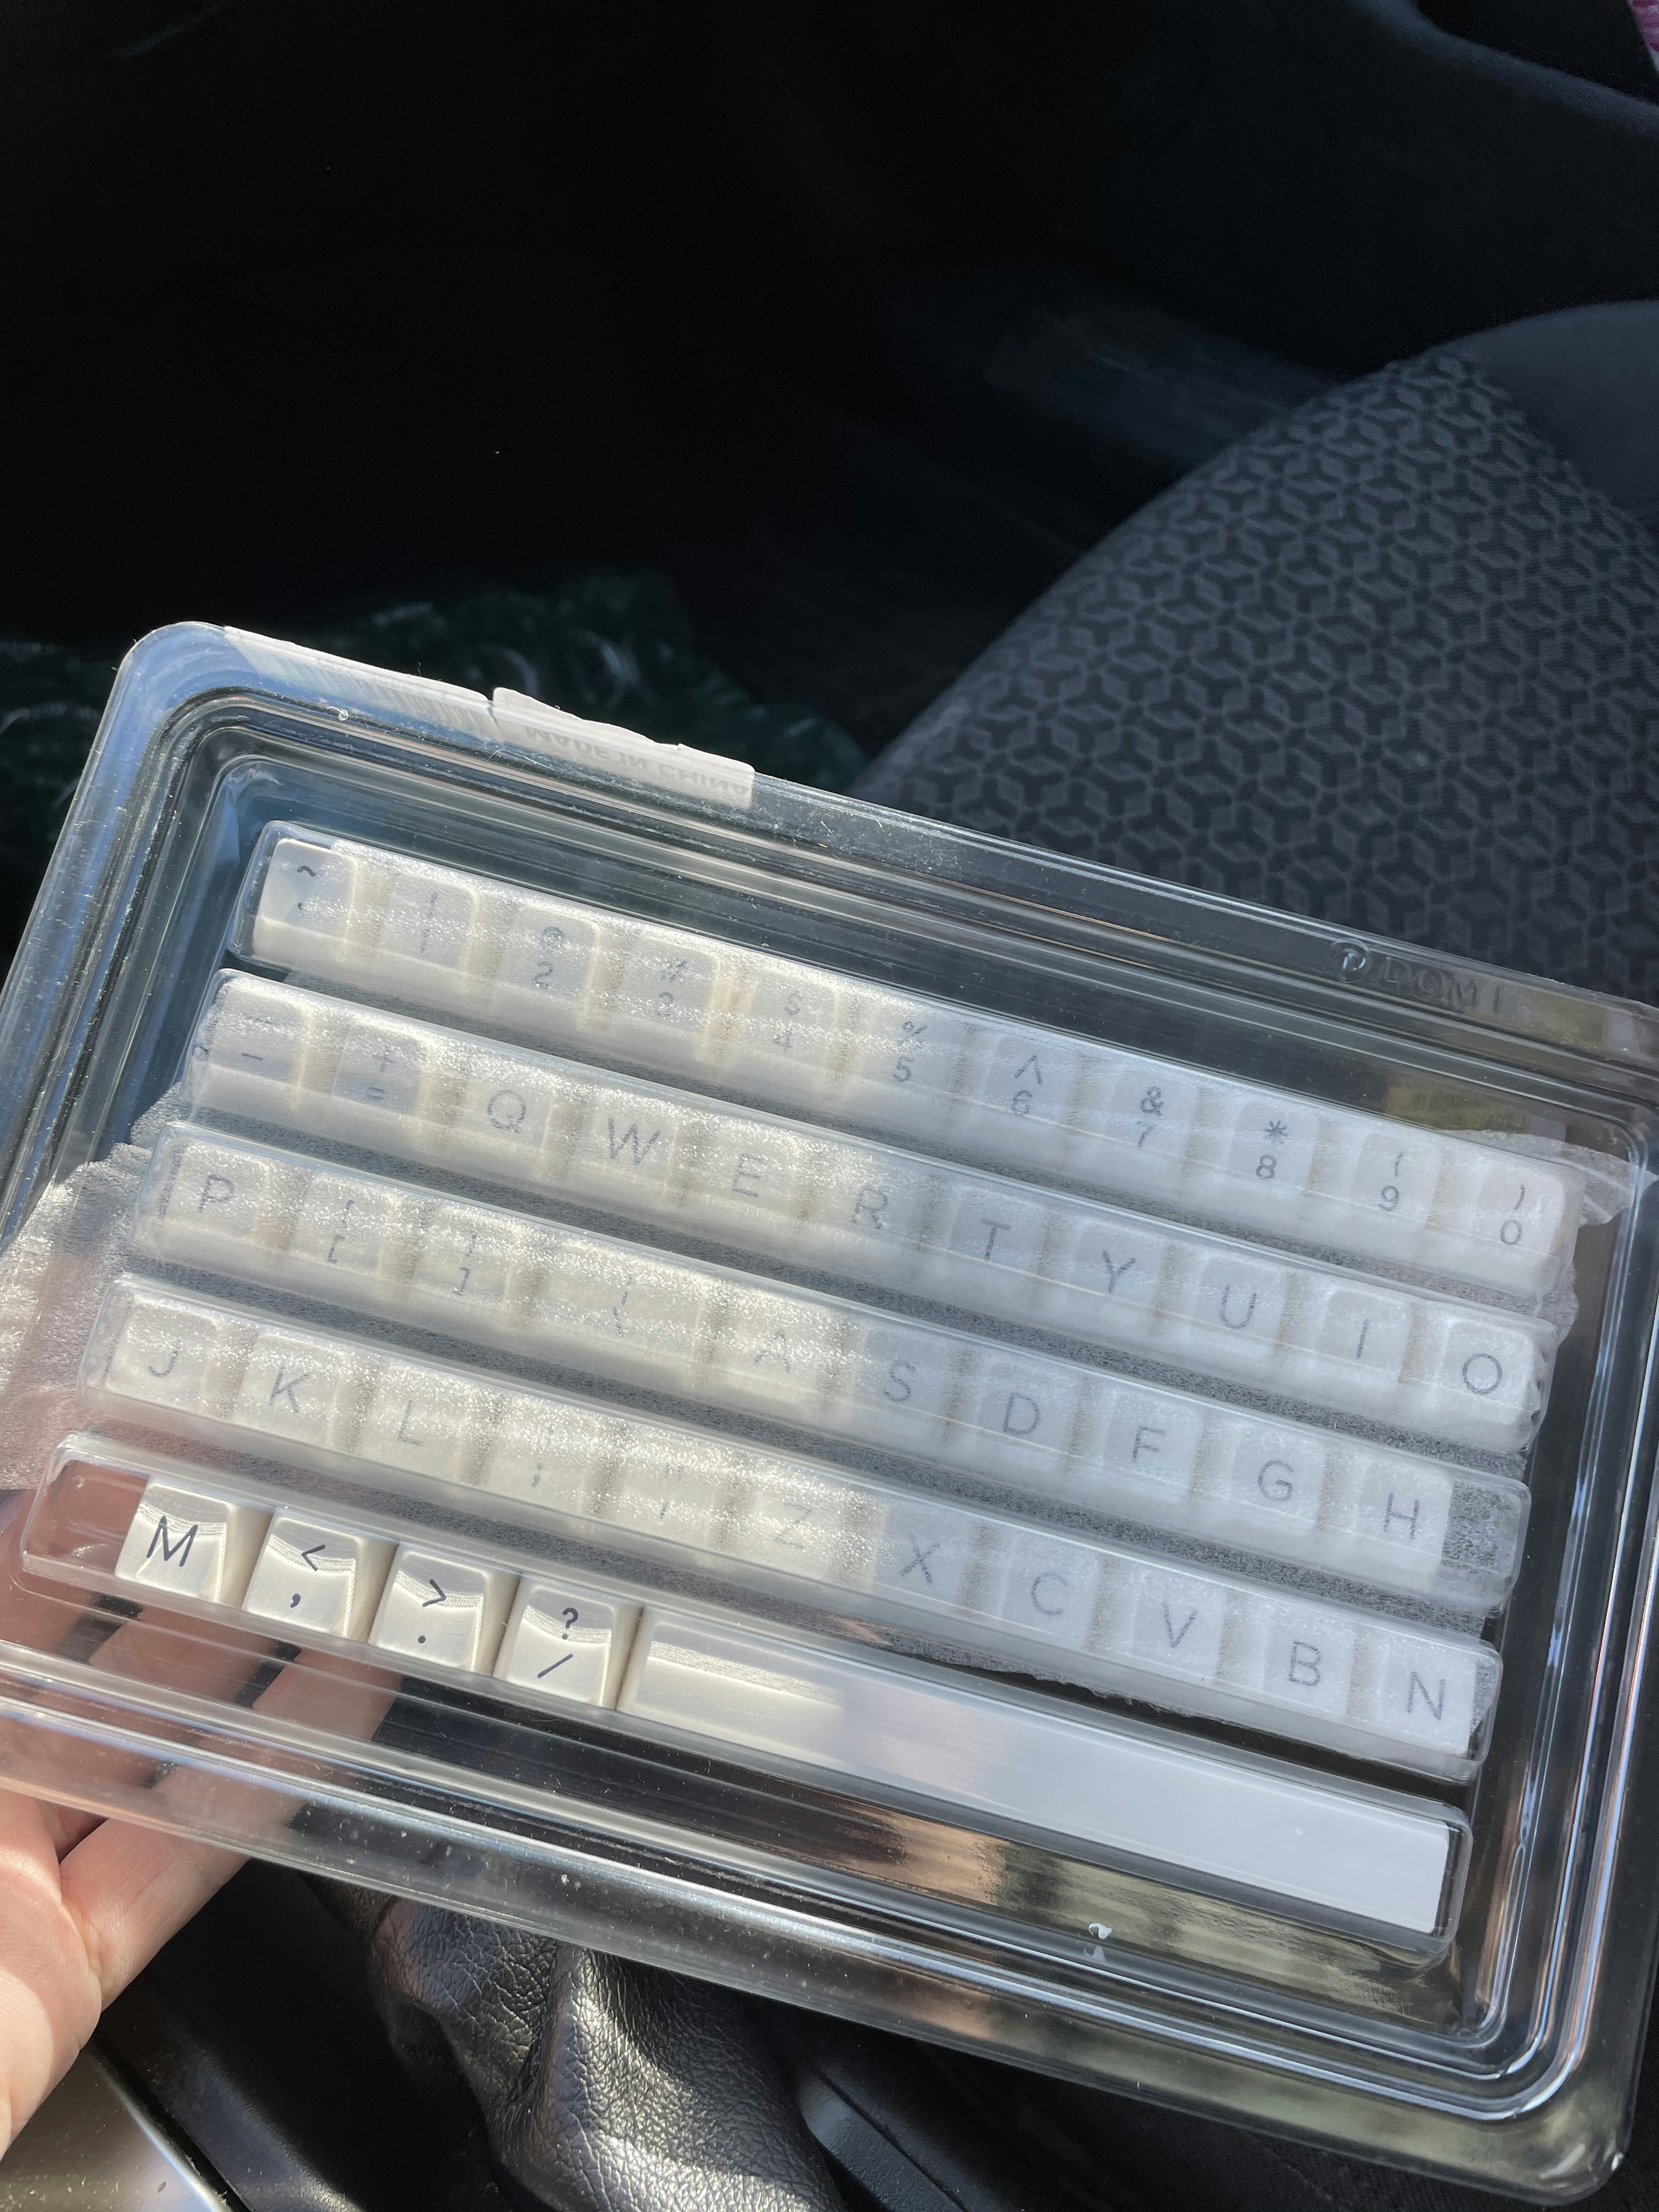 MADE IN CHINA
DOMI
~ ! @ # $ % ^ & * ( )
` 1 2 3 4 5 6 7 8 9 0
_ +
- = Q W E R T Y U I O
P { } | A S D F G H
[ ] \
J K L : " Z X C V B N
; '
M < > ?
, . /